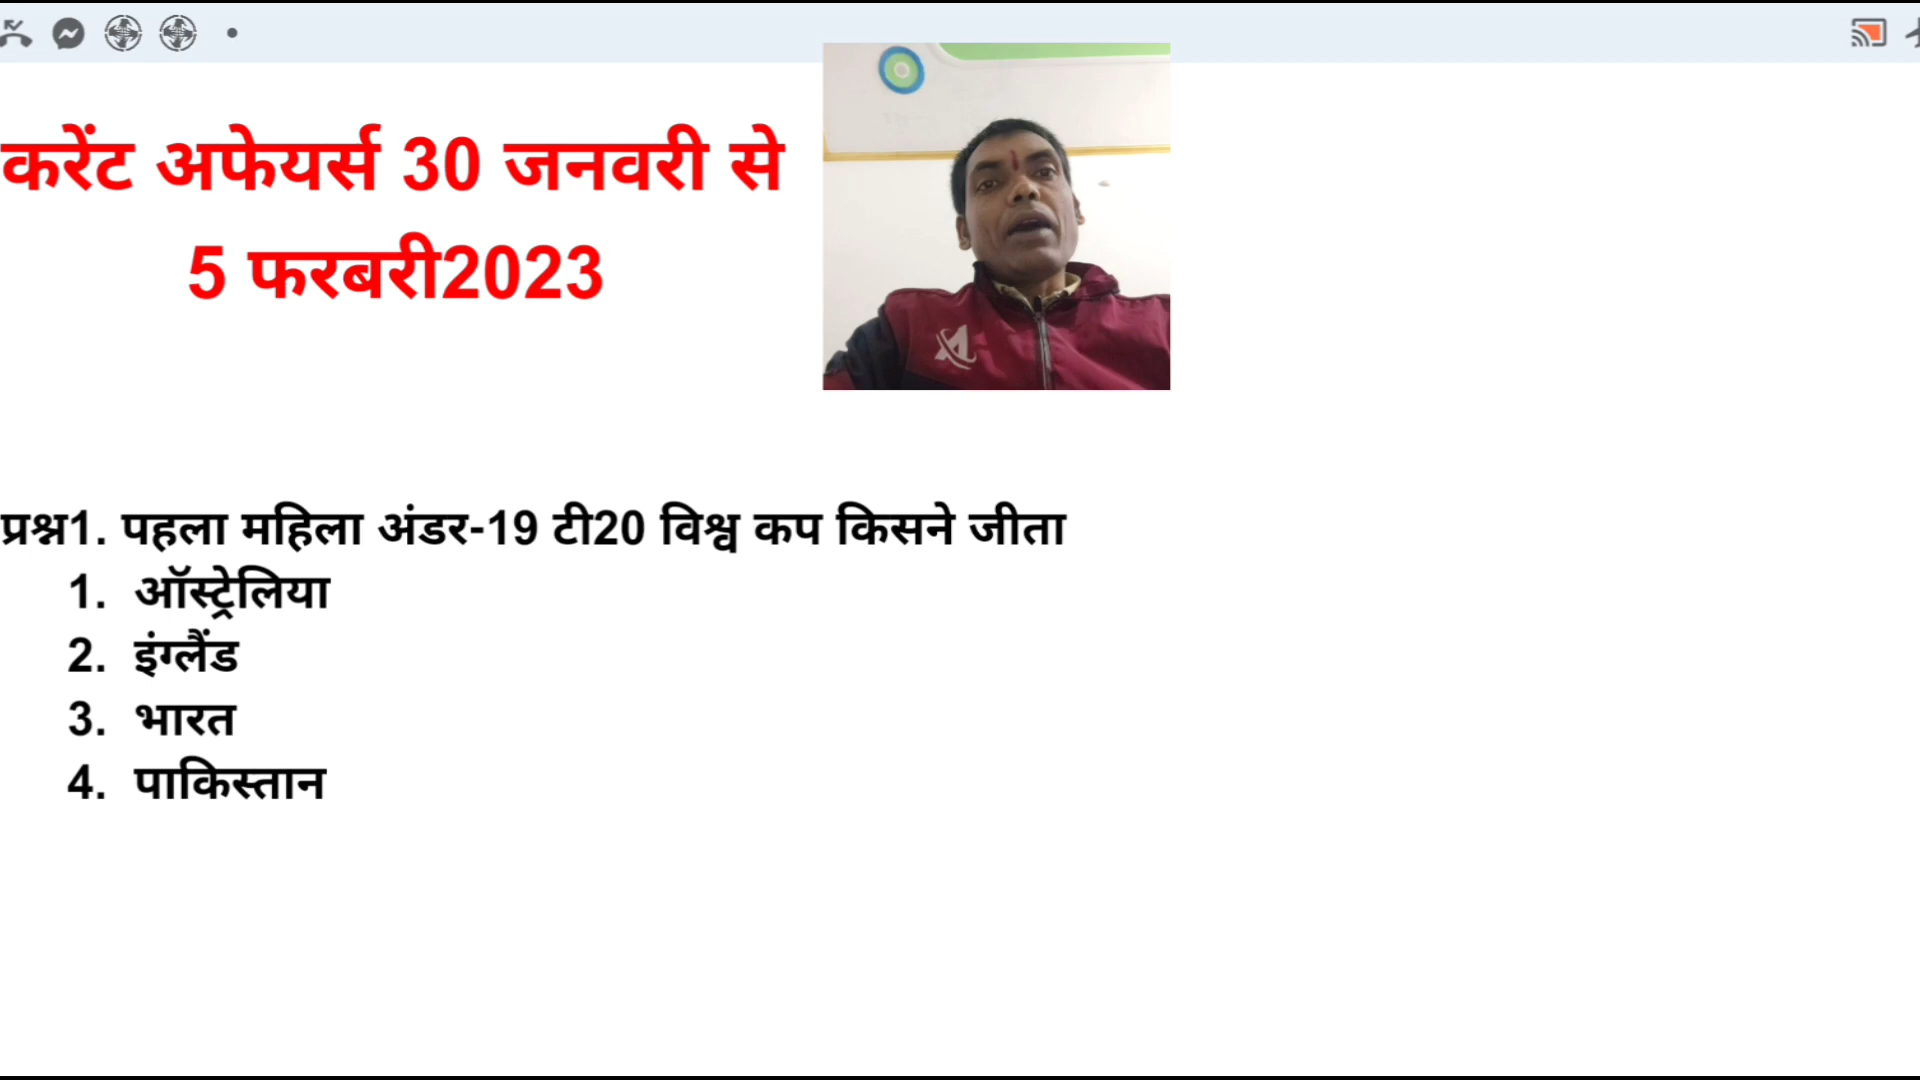 करेंट अफेयर्स 30 जनवरी से
5 फरबरी2023
प्रश्न1. पहला महिला अंडर-19 टी20 विश्व कप किसने जीता
1. ऑस्ट्रेलिया
2. इंग्लैंड
3. भारत
4. पाकिस्तान